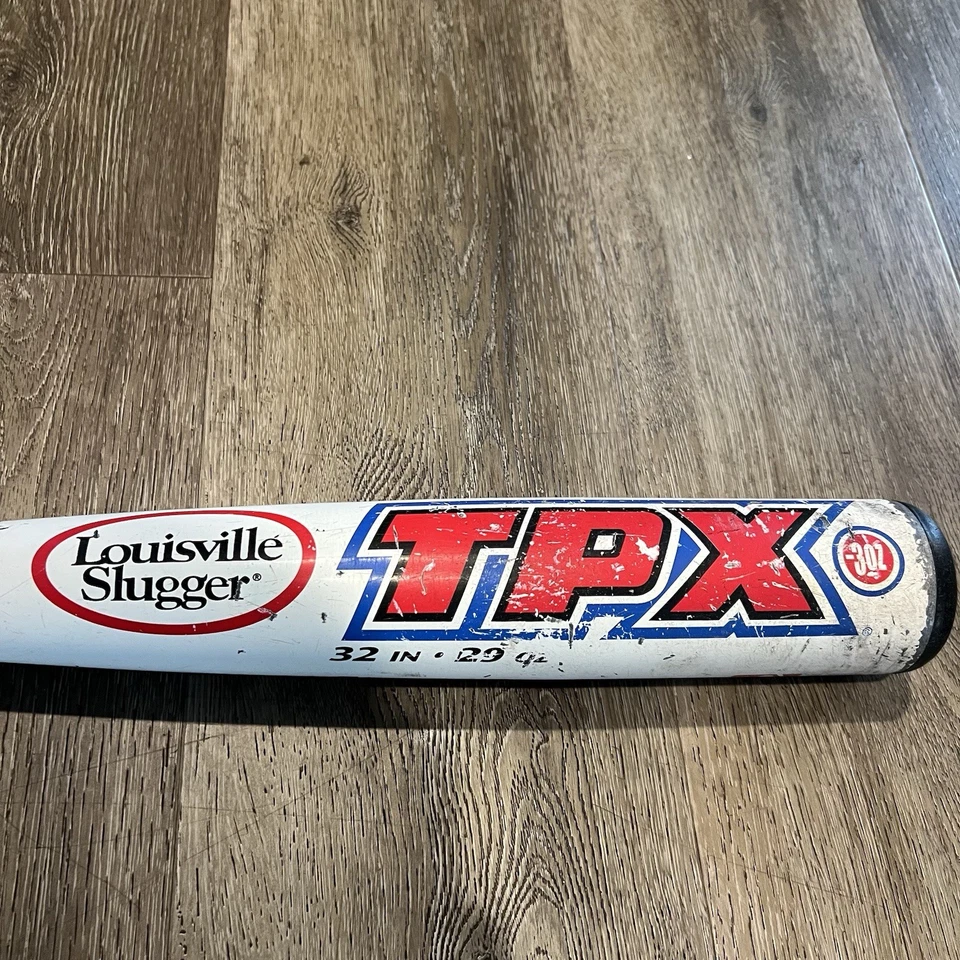 Louisville
Slugger®
TPX
-3OZ
32 IN • 29 OZ